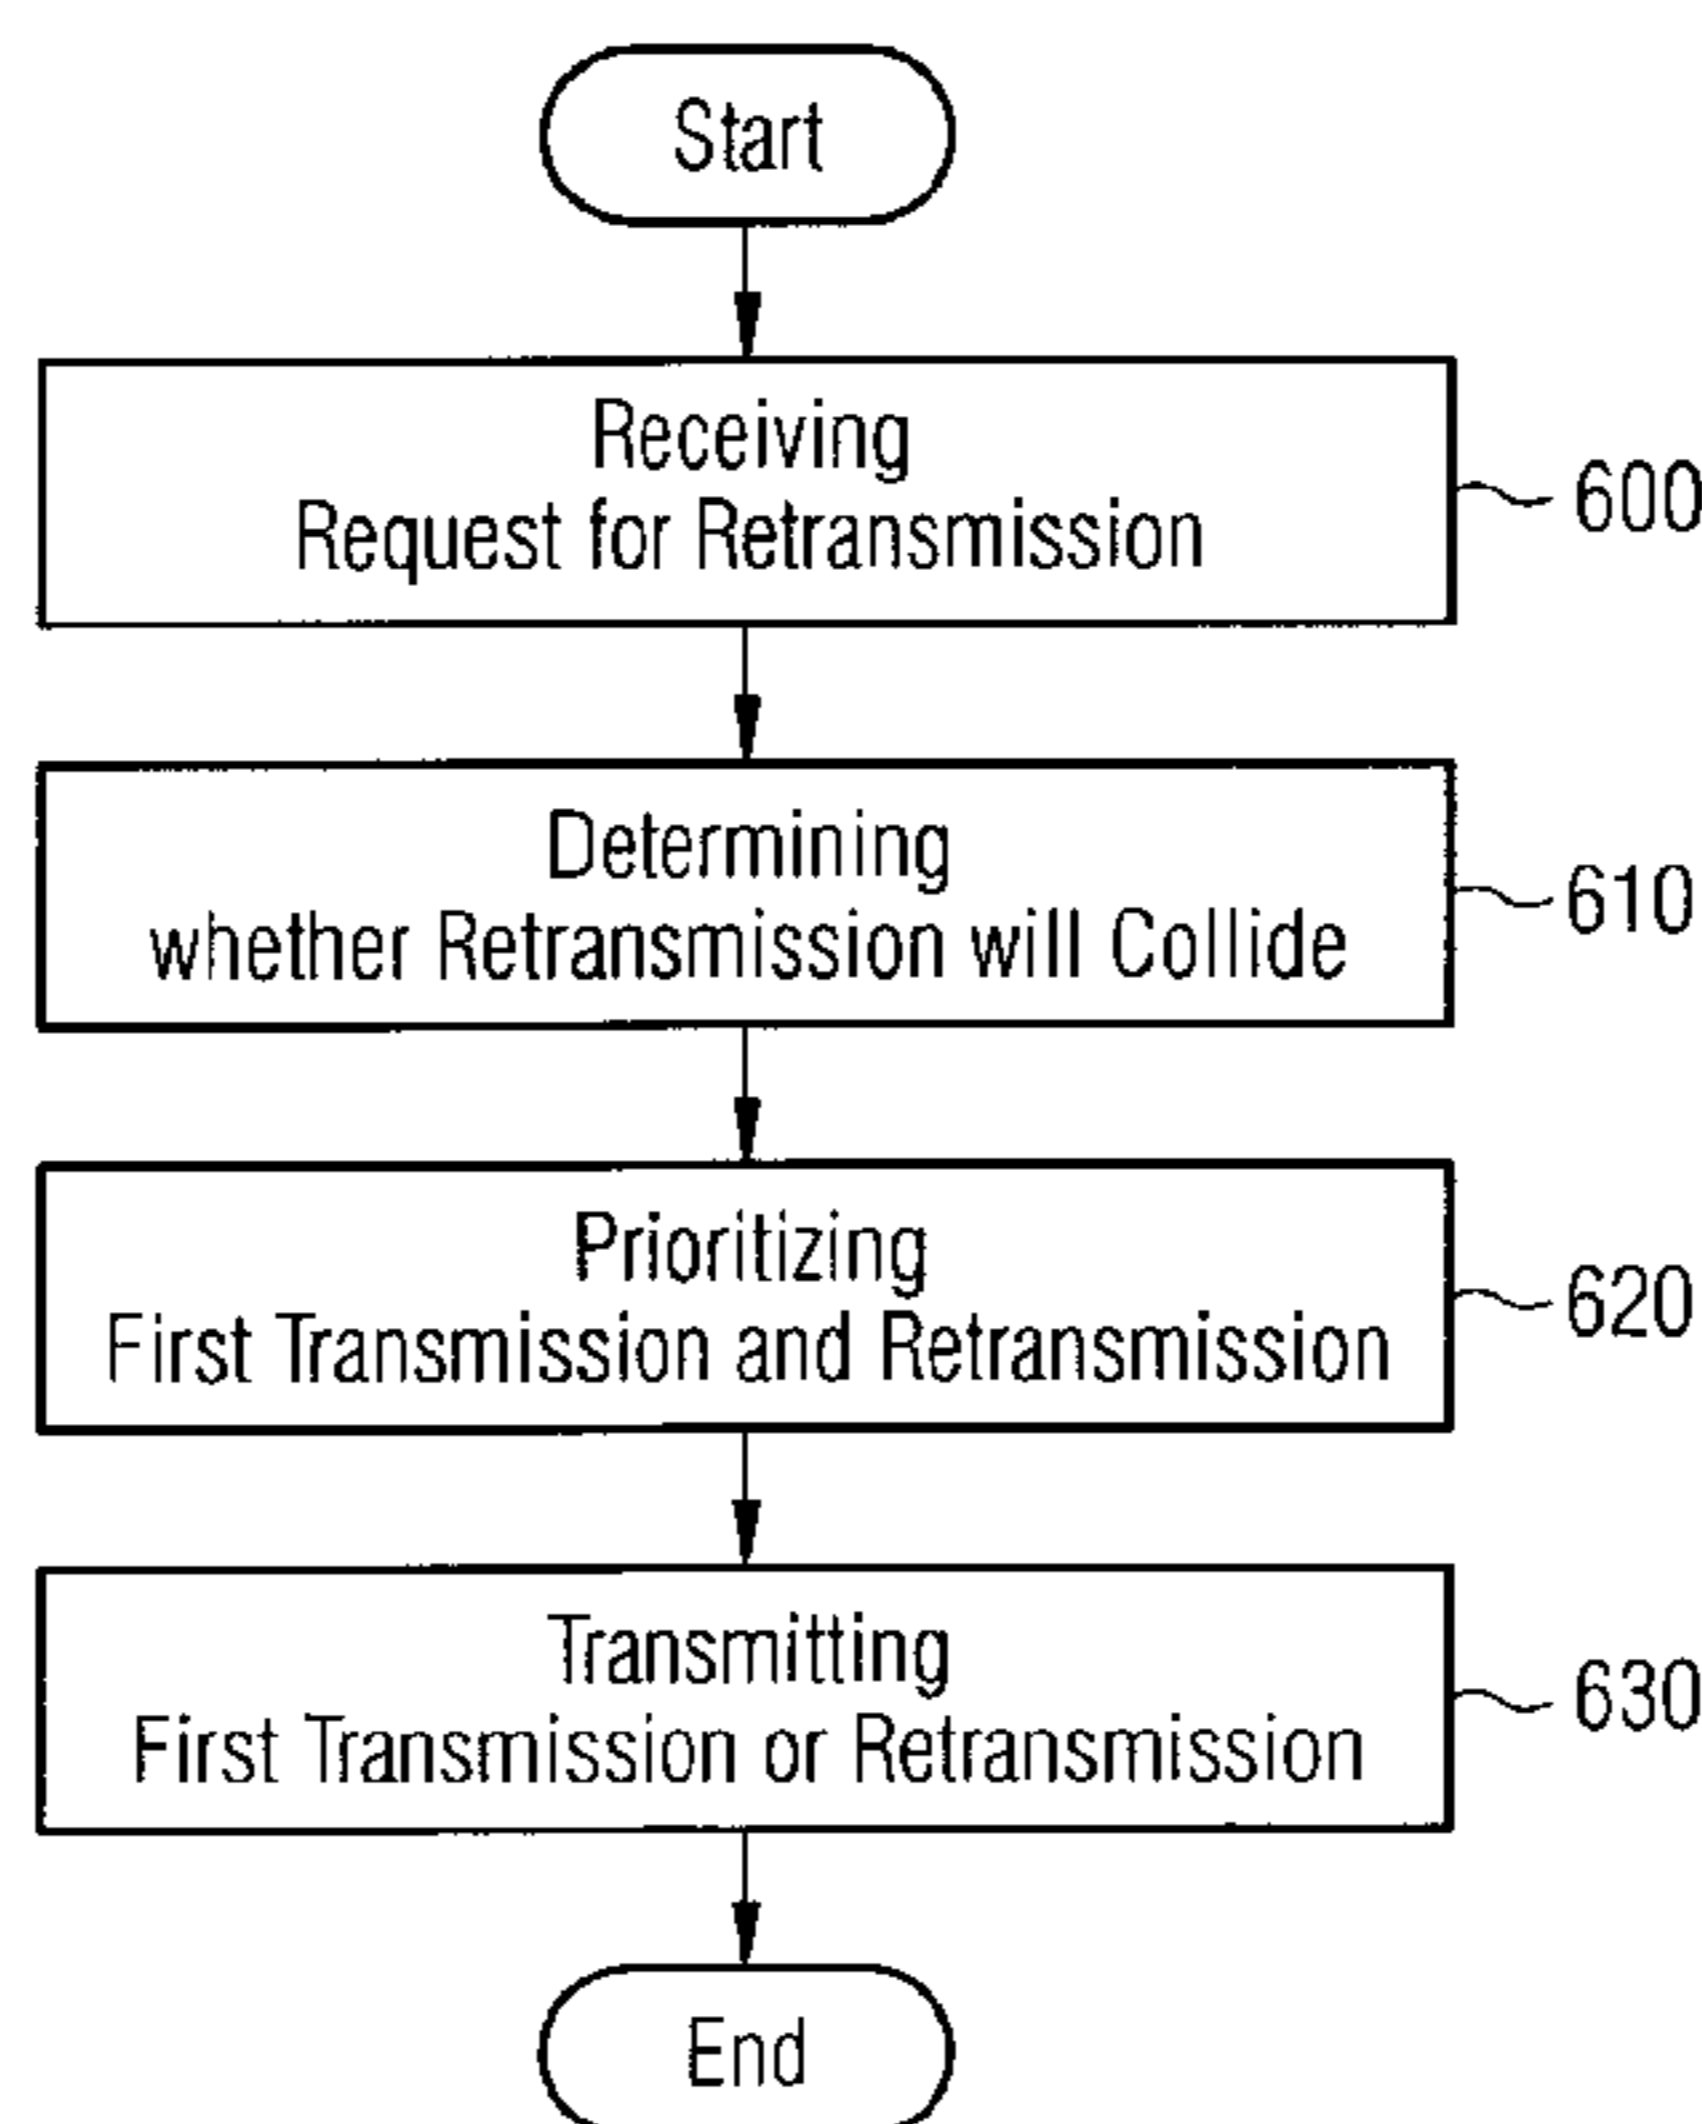 Start
Receiving
Request for Retransmission
600
Determining
whether Retransmission will Collide
610
Prioritizing
First Transmission and Retransmission
620
Transmitting
First Transmission or Retransmission
630
End